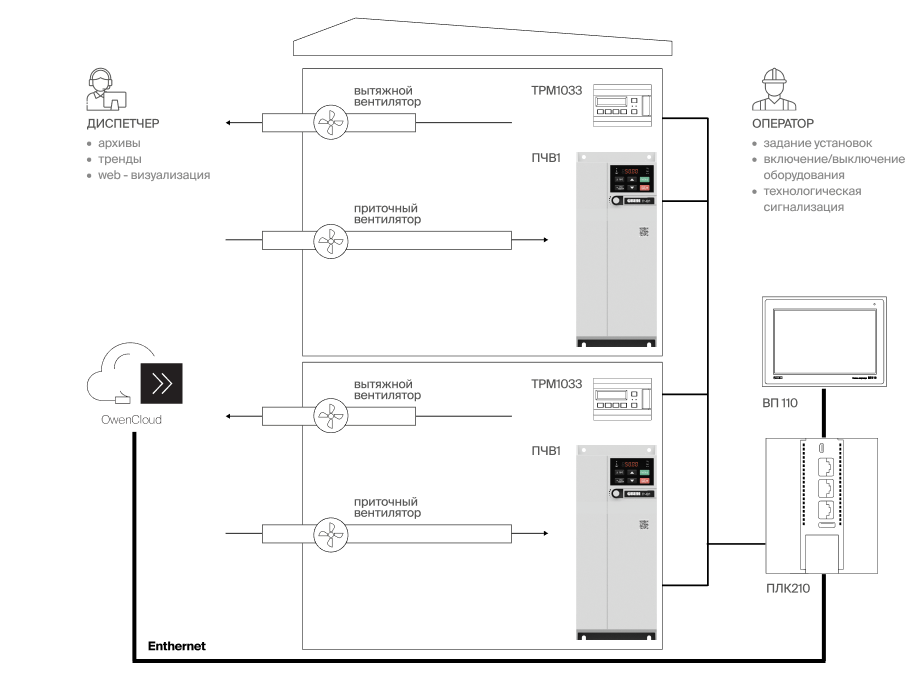 ДИСПЕТЧЕР
• архивы
• тренды
• web - визуализация
вытяжной
вентилятор
ТРМ1033
ПЧВ1
приточный
вентилятор
ОПЕРАТОР
• задание установок
• включение/выключение
оборудования
• технологическая
сигнализация
OwenCloud
вытяжной
вентилятор
ТРМ1033
ПЧВ1
приточный
вентилятор
ВП 110
ПЛК210
Enthernet